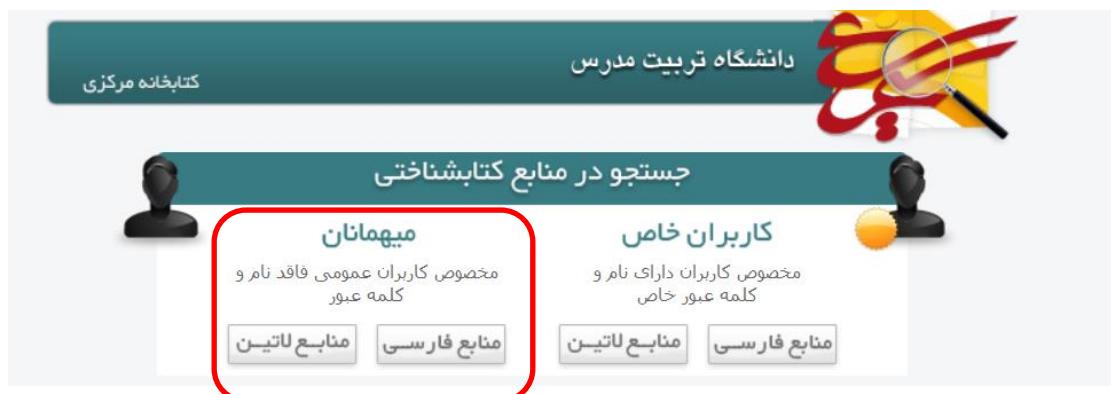 دانشگاه تربیت مدرس
کتابخانه مرکزی
جستجو در منابع کتابشناختی
کاربران خاص
مخصوص کاربران دارای نام و
کلمه عبور خاص
منابع فارسی
منابع لاتین
میهمانان
مخصوص کاربران عمومی فاقد نام و
کلمه عبور
منابع فارسی
منابع لاتین